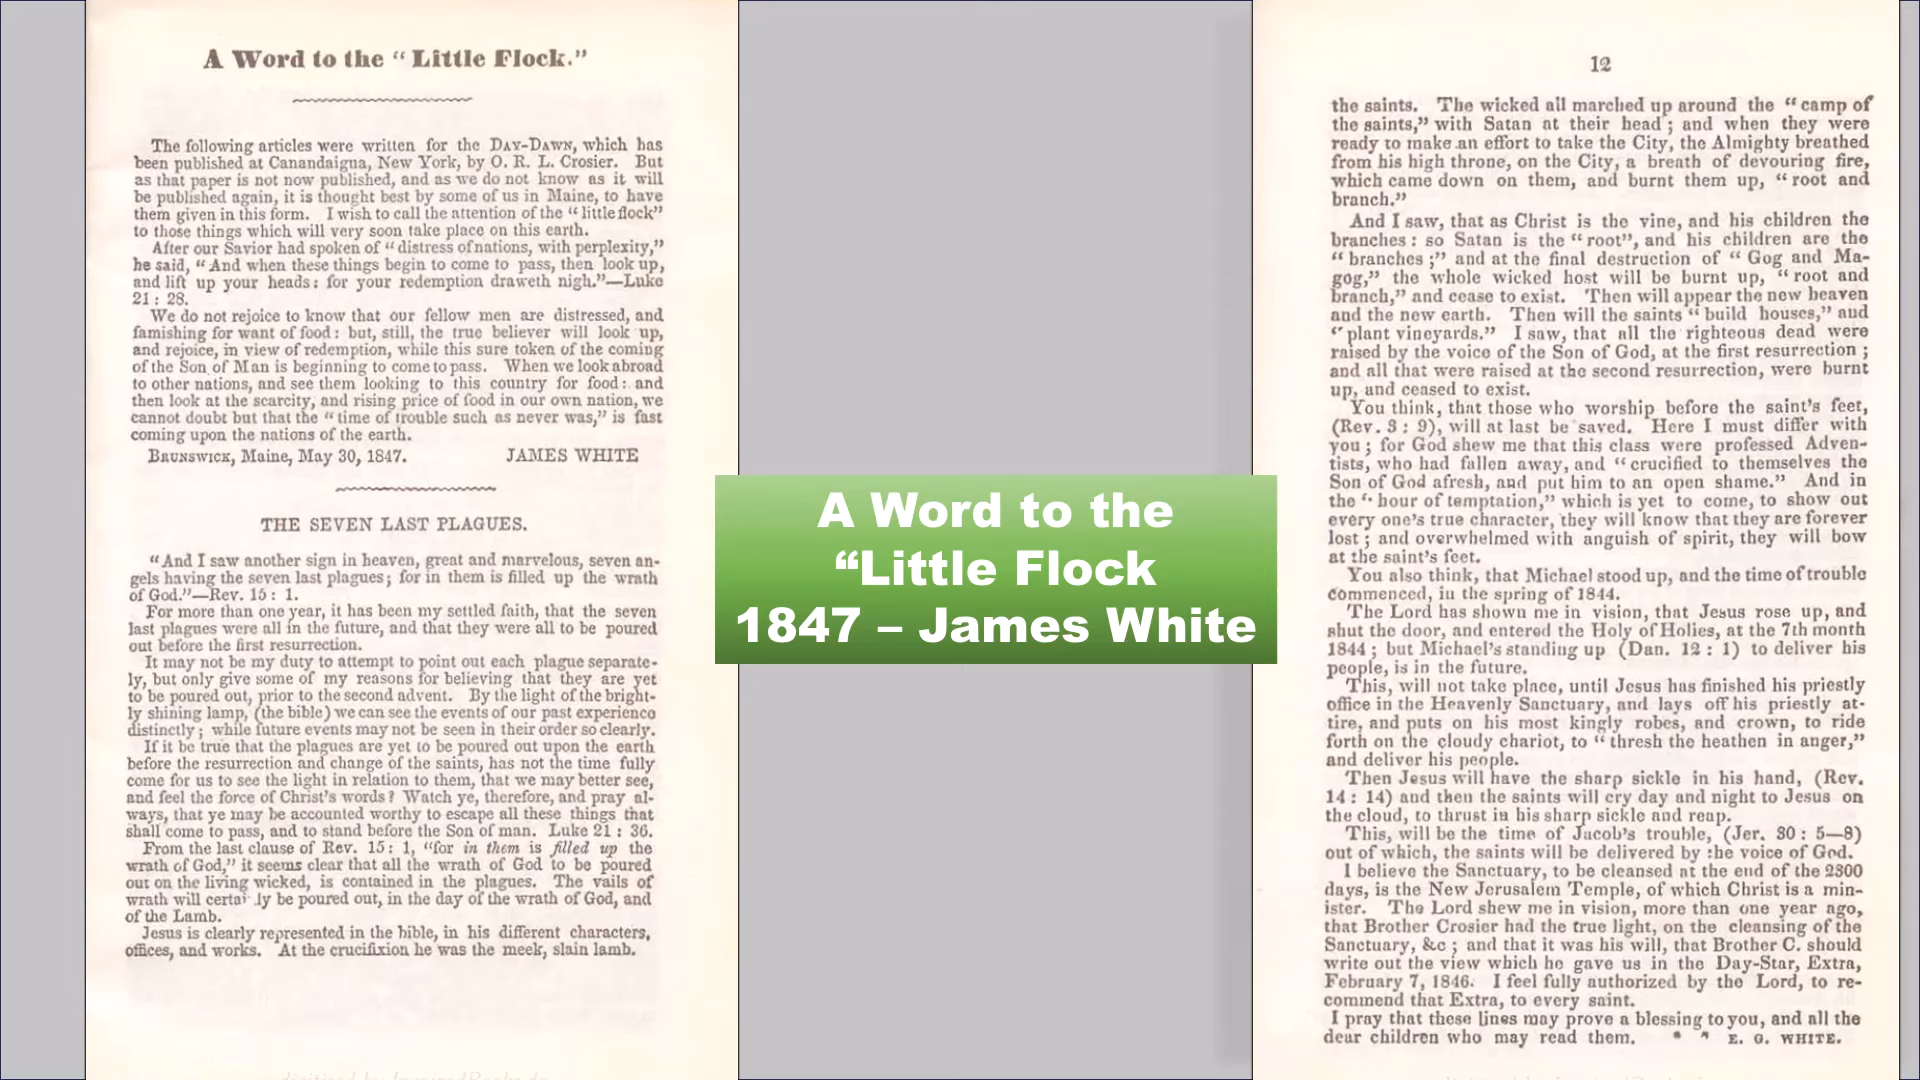 A Word to the “ Little Flock.”
The following articles were written for the DAY-DAWN, which has
been published at Canandaigua, New York, by O. R. L. Crosier. But
as that paper is not now published, and as we do not know as it will
be published again, it is thought best by some of us in Maine, to have
them given in this form. I wish to call the attention of the “ little flock”
to those things which will very soon take place on this earth.
After our Savior had spoken of “ distress of nations, with perplexity,”
he said, “ And when these things begin to come to pass, then look up,
and lift up your heads: for your redemption draweth nigh.”—Luke
21 : 28.
We do not rejoice to know that our fellow men are distressed, and
famishing for want of food : but, still, the true believer will look up,
and rejoice, in view of redemption, while this sure token of the coming
of the Son of Man is beginning to come to pass. When we look abroad
to other nations, and see them looking to this country for food : and
then look at the scarcity, and rising price of food in our own nation, we
cannot doubt but that the “ time of trouble such as never was,” is fast
coming upon the nations of the earth.
BRUNSWICK, Maine, May 30, 1847. JAMES WHITE
THE SEVEN LAST PLAGUES.
“And I saw another sign in heaven, great and marvelous, seven an-
gels having the seven last plagues; for in them is filled up the wrath
of God.”—Rev. 15 : 1.
For more than one year, it has been my settled faith, that the seven
last plagues were all in the future, and that they were all to be poured
out before the first resurrection.
It may not be my duty to attempt to point out each plague separate-
ly, but only give some of my reasons for believing that they are yet
to be poured out, prior to the second advent. By the light of the bright-
ly shining lamp, (the bible) we can see the events of our past experience
distinctly ; while future events may not be seen in their order so clearly.
If it be true that the plagues are yet to be poured out upon the earth
before the resurrection and change of the saints, has not the time fully
come for us to see the light in relation to them, that we may better see,
and feel the force of Christ’s words ? Watch ye, therefore, and pray al-
ways, that ye may be accounted worthy to escape all these things that
shall come to pass, and to stand before the Son of man. Luke 21 : 36.
From the last clause of Rev. 15 : 1, “for in them is filled up the
wrath of God,” it seems clear that all the wrath of God to be poured
out on the living wicked, is contained in the plagues. The vails of
wrath will certai ly be poured out, in the day of the wrath of God, and
of the Lamb.
Jesus is clearly represented in the bible, in his different characters,
offices, and works. At the crucifixion he was the meek, slain lamb.
A Word to the
“Little Flock
1847 – James White
12
the saints. The wicked all marched up around the “ camp of
the saints,” with Satan at their head ; and when they were
ready to make an effort to take the City, the Almighty breathed
from his high throne, on the City, a breath of devouring fire,
which came down on them, and burnt them up, “ root and
branch.”
And I saw, that as Christ is the vine, and his children the
branches : so Satan is the “ root”, and his children are the
“ branches ;” and at the final destruction of “ Gog and Ma-
gog,” the whole wicked host will be burnt up, “ root and
branch,” and cease to exist. Then will appear the new heaven
and the new earth. Then will the saints “ build houses,” and
“ plant vineyards.” I saw, that all the righteous dead were
raised by the voice of the Son of God, at the first resurrection ;
and all that were raised at the second resurrection, were burnt
up, and ceased to exist.
You think, that those who worship before the saint’s feet,
(Rev. 3 : 9), will at last be saved. Here I must differ with
you ; for God shew me that this class were professed Adven-
tists, who had fallen away, and “ crucified to themselves the
Son of God afresh, and put him to an open shame.” And in
the “ hour of temptation,” which is yet to come, to show out
every one’s true character, they will know that they are forever
lost ; and overwhelmed with anguish of spirit, they will bow
at the saint’s feet.
You also think, that Michael stood up, and the time of trouble
commenced, in the spring of 1844.
The Lord has shown me in vision, that Jesus rose up, and
shut the door, and entered the Holy of Holies, at the 7th month
1844 ; but Michael’s standing up (Dan. 12 : 1) to deliver his
people, is in the future.
This, will not take place, until Jesus has finished his priestly
office in the Heavenly Sanctuary, and lays off his priestly at-
tire, and puts on his most kingly robes, and crown, to ride
forth on the cloudy chariot, to “ thresh the heathen in anger,”
and deliver his people.
Then Jesus will have the sharp sickle in his hand, (Rev.
14 : 14) and then the saints will cry day and night to Jesus on
the cloud, to thrust in his sharp sickle and reap.
This, will be the time of Jacob’s trouble, (Jer. 30 : 5—8)
out of which, the saints will be delivered by the voice of God.
I believe the Sanctuary, to be cleansed at the end of the 2300
days, is the New Jerusalem Temple, of which Christ is a min-
ister. The Lord shew me in vision, more than one year ago,
that Brother Crosier had the true light, on the cleansing of the
Sanctuary, &c ; and that it was his will, that Brother C. should
write out the view which he gave us in the Day-Star, Extra,
February 7, 1846. I feel fully authorized by the Lord, to re-
commend that Extra, to every saint.
I pray that these lines may prove a blessing to you, and all the
dear children who may read them. * * E. G. WHITE.